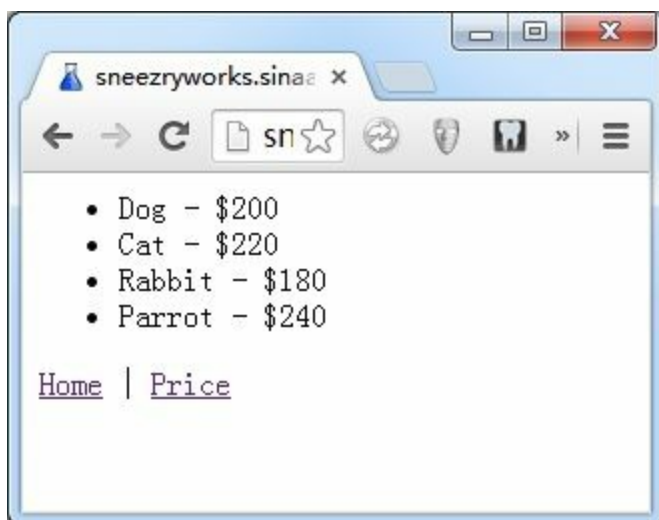 sneezryworks.sinaa
sn
• Dog - $200
• Cat - $220
• Rabbit - $180
• Parrot - $240
Home | Price